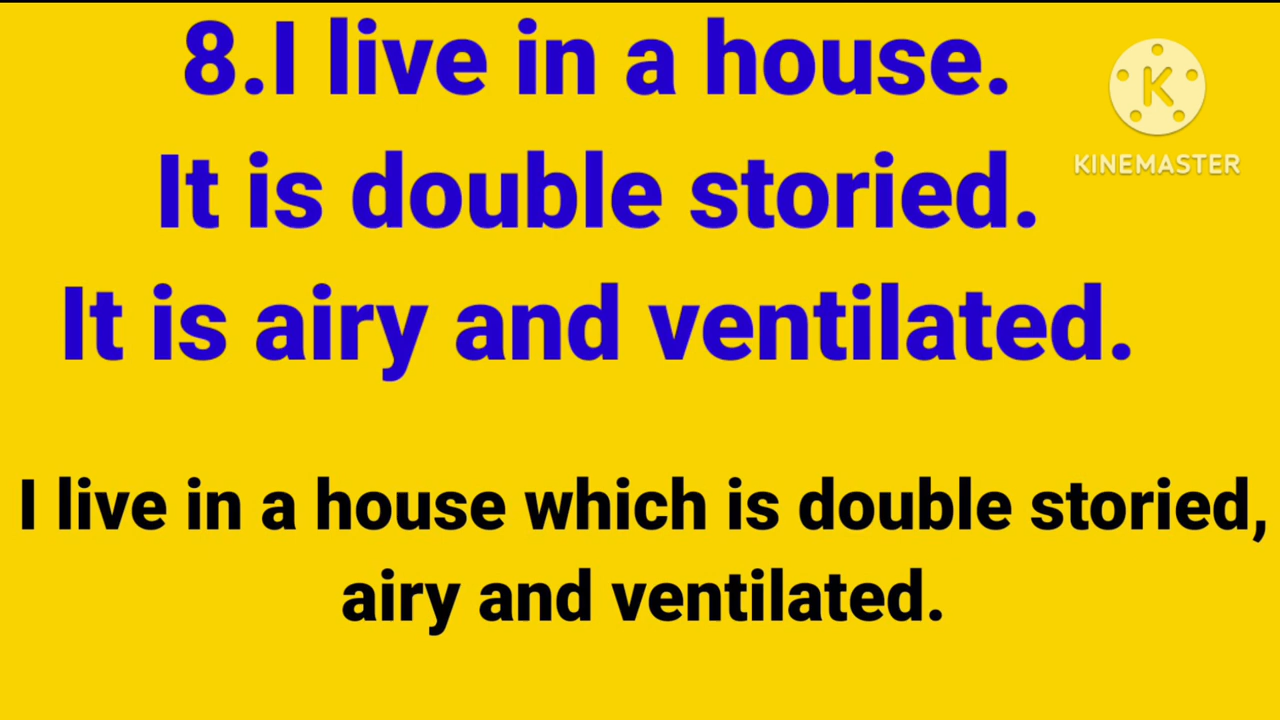 8.I live in a house.
K
KINEMASTER
It is double storied.
It is airy and ventilated.
I live in a house which is double storied,
airy and ventilated.